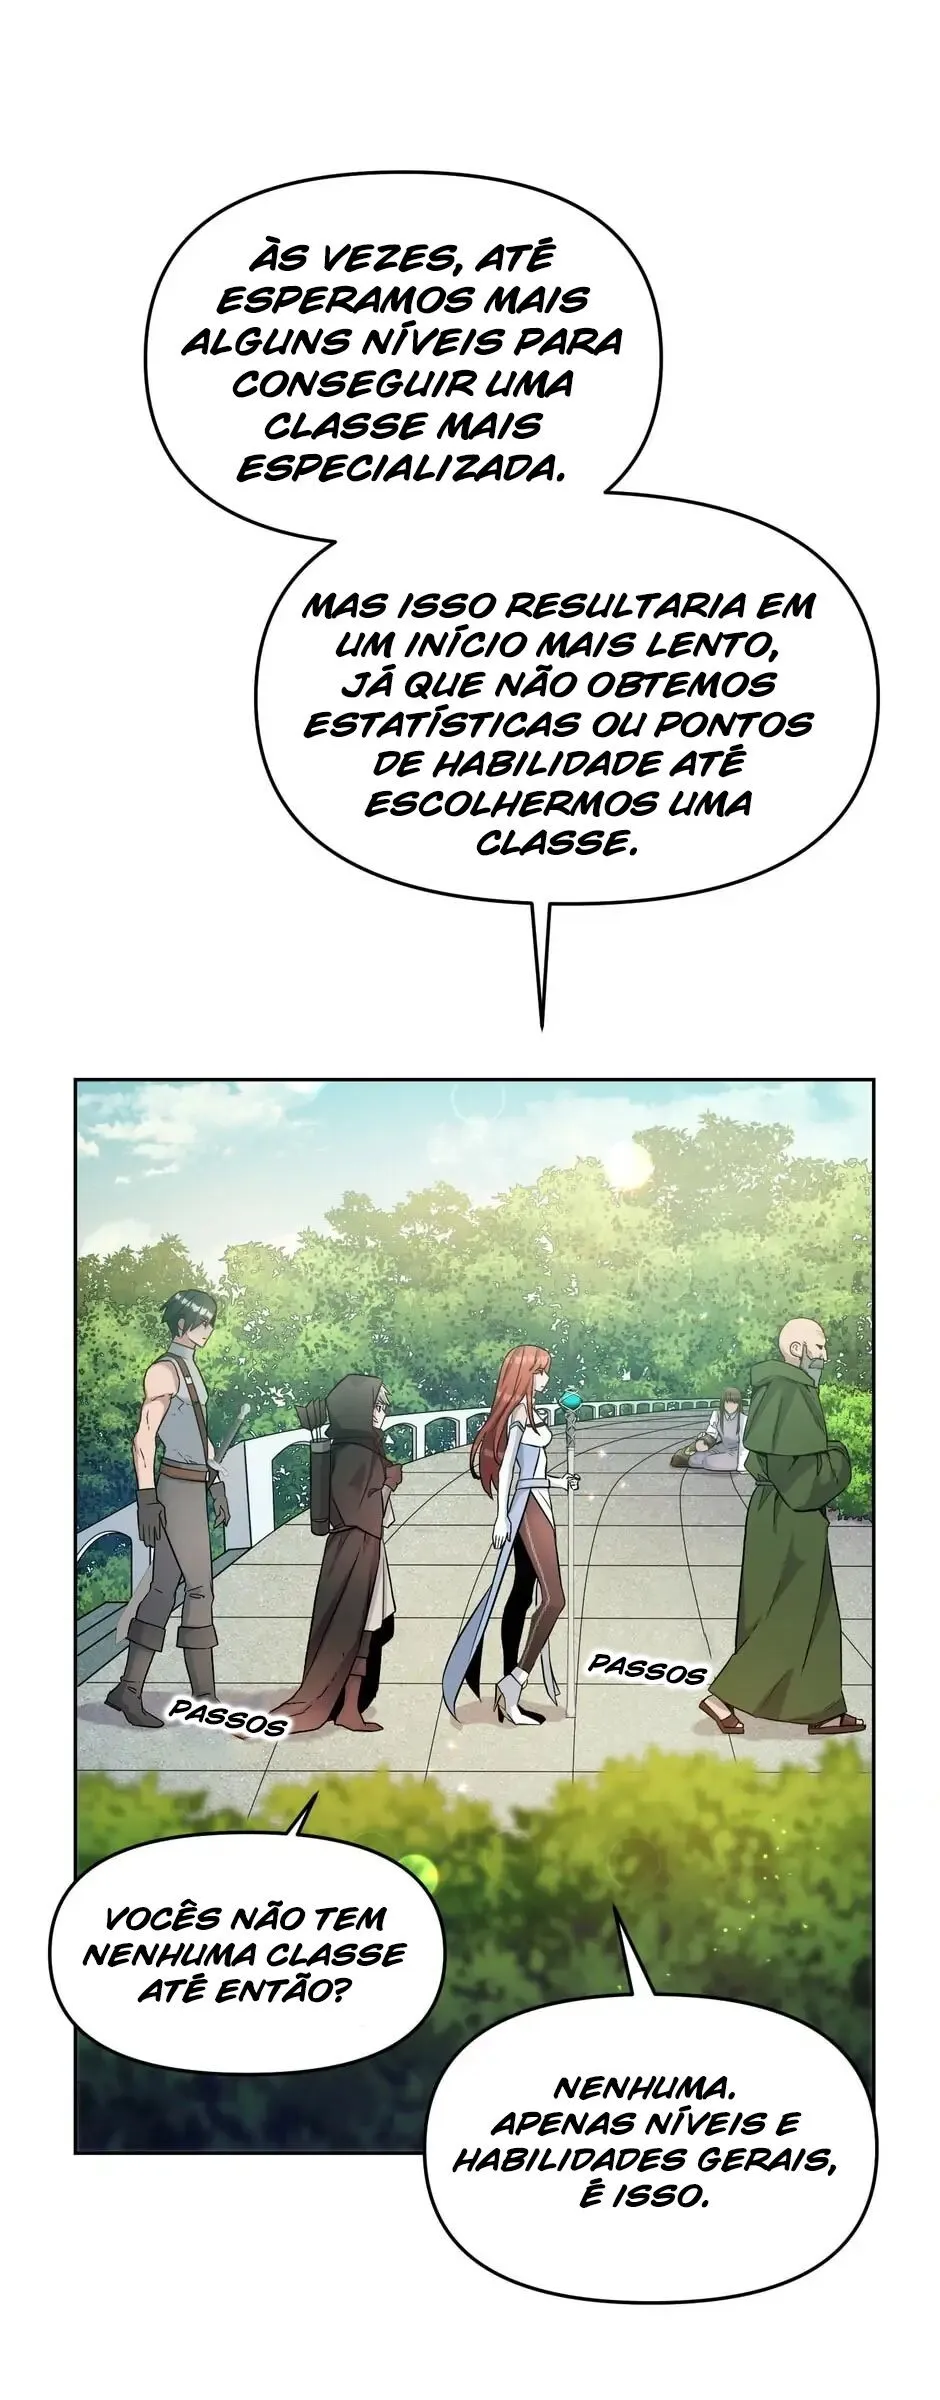 ÀS VEZES, ATÉ
ESPERAMOS MAIS
ALGUNS NÍVEIS PARA
CONSEGUIR UMA
CLASSE MAIS
ESPECIALIZADA.
MAS ISSO RESULTARIA EM
UM INÍCIO MAIS LENTO,
JÁ QUE NÃO OBTEMOS
ESTATÍSTICAS OU PONTOS
DE HABILIDADE ATÉ
ESCOLHERMOS UMA
CLASSE.
PASSOS
PASSOS
VOCÊS NÃO TEM
NENHUMA CLASSE
ATÉ ENTÃO?
NENHUMA.
APENAS NÍVEIS E
HABILIDADES GERAIS,
É ISSO.